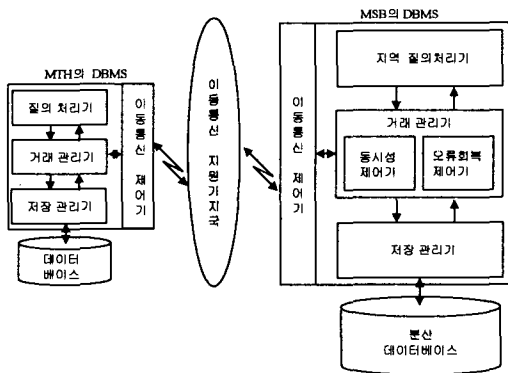 MTH의 DBMS
질의 처리기
거래 관리기
저장 관리기
이동통신 제어기
데이터
베이스
이동통신 지원기지국
MSB의 DBMS
이동통신 제어기
지역 질의처리기
거래 관리기
동시성
제어기
오류회복
제어기
저장 관리기
분산
데이터베이스